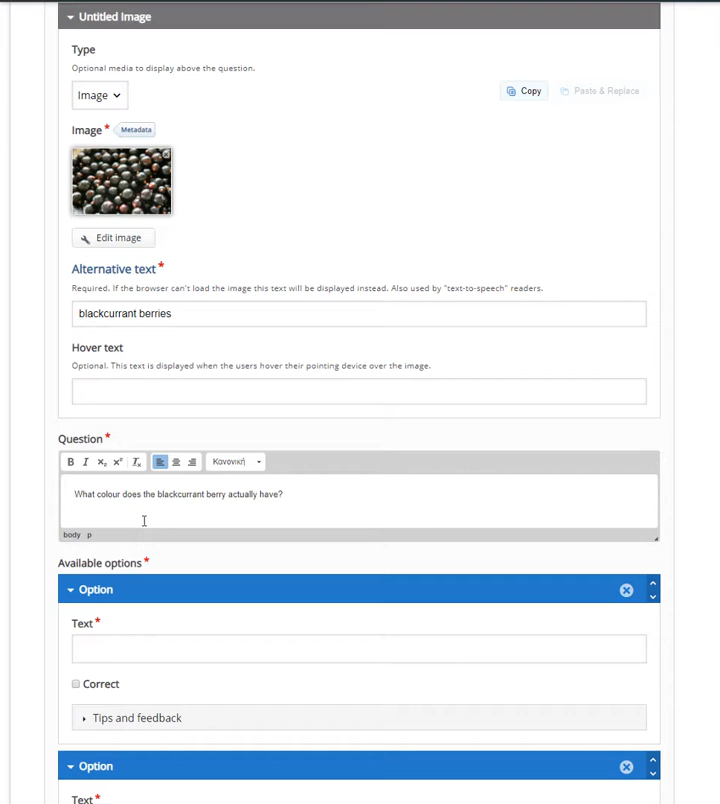 Untitled Image
Type
Optional media to display above the question.
Image
Copy
Paste & Replace
Image*
Metadata
Edit image
Alternative text*
Required. If the browser can't load the image this text will be displayed instead. Also used by "text-to-speech" readers.
blackcurrant berries
Hover text
Optional. This text is displayed when the users hover their pointing device over the image.
Question*
B I x₂ x² Tx Κανονική
What colour does the blackcurrant berry actually have?
body p
Available options*
Option
Text*
Correct
Tips and feedback
Option
Text*